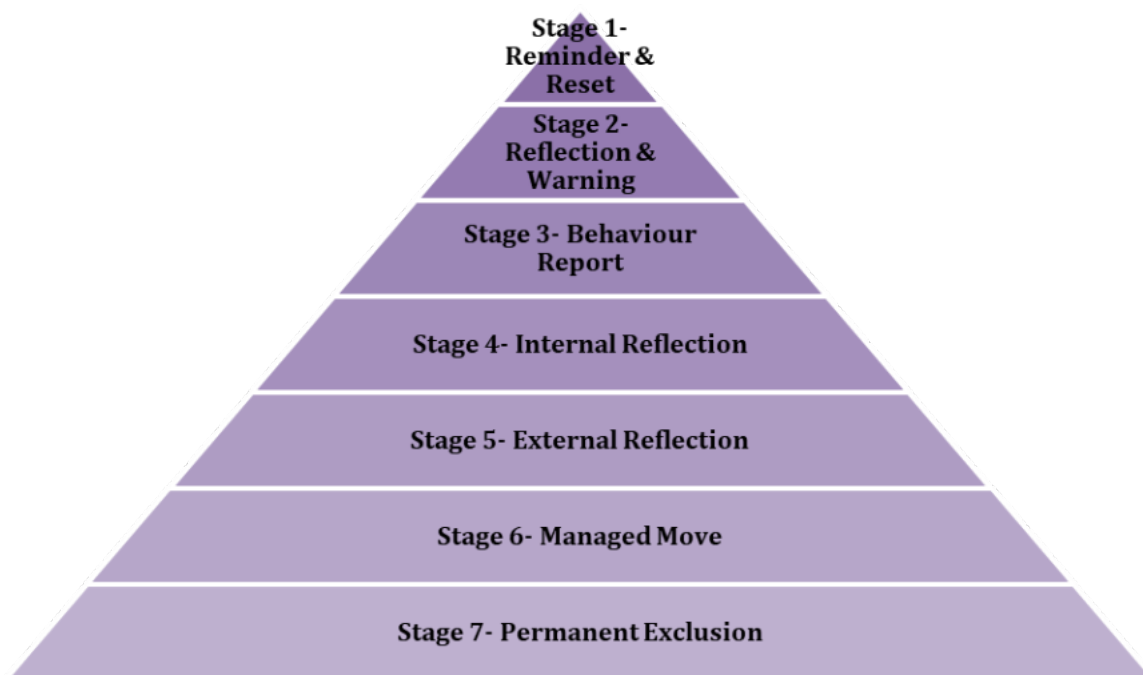 Stage 1-
Reminder &
Reset
Stage 2-
Reflection &
Warning
Stage 3- Behaviour
Report
Stage 4- Internal Reflection
Stage 5- External Reflection
Stage 6- Managed Move
Stage 7- Permanent Exclusion